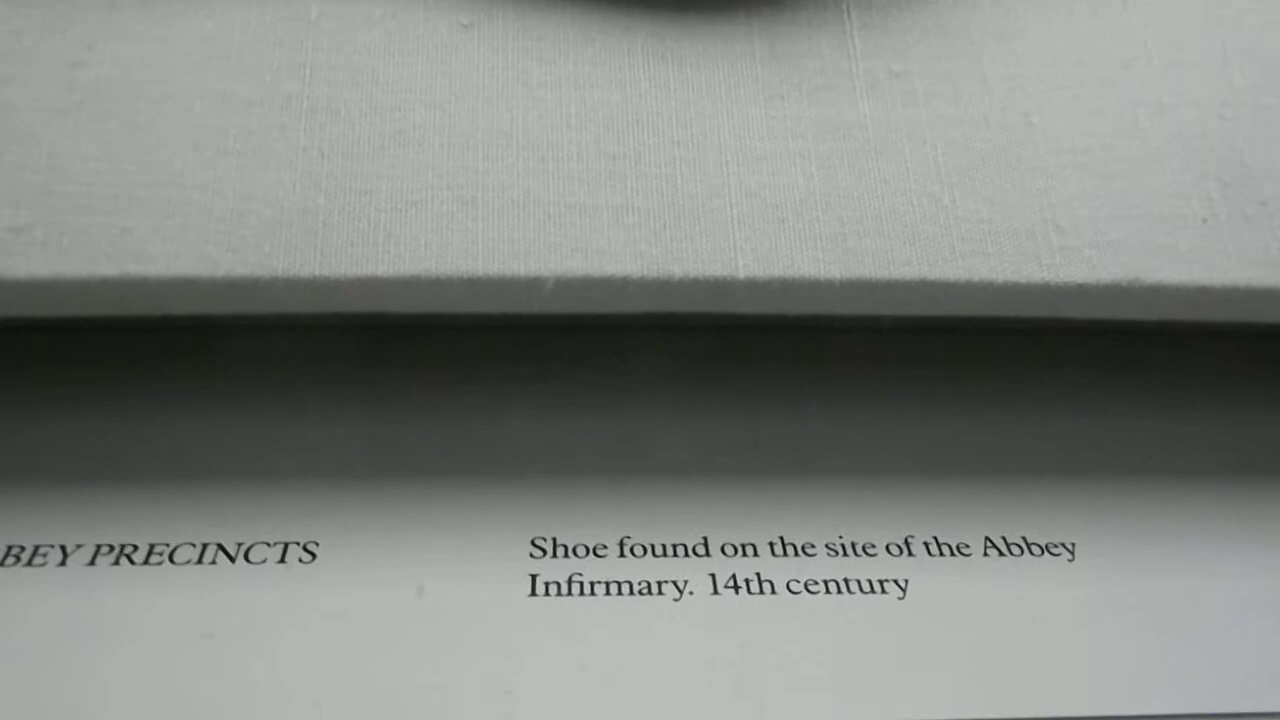 BEY PRECINCTS
Shoe found on the site of the Abbey
Infirmary. 14th century